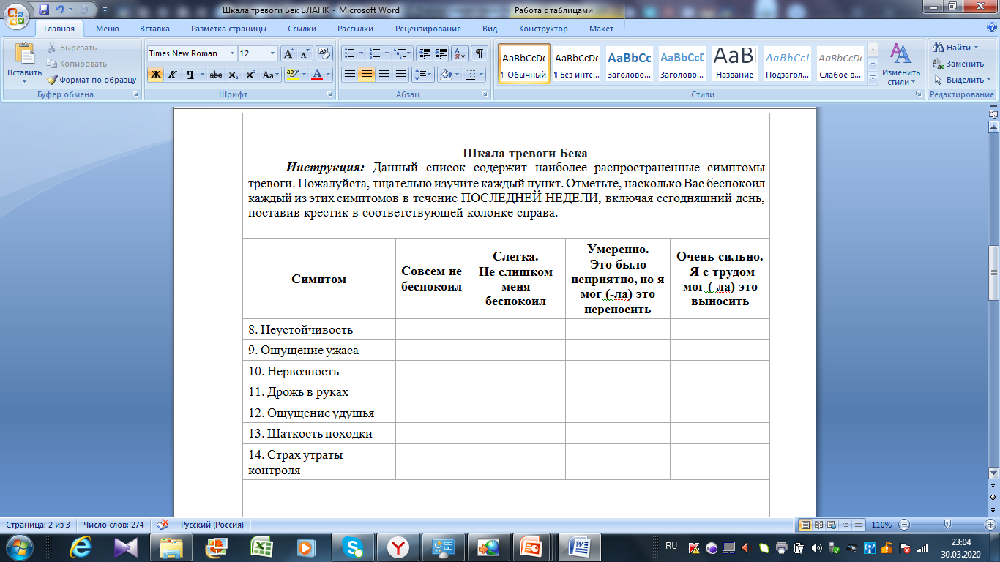 Шкала тревоги Бек БЛАНК - Microsoft Word
Работа с таблицами
Главная
Меню
Вставка
Разметка страницы
Ссылки
Рассылки
Рецензирование
Вид
Конструктор
Макет
Вставить
Вырезать
Копировать
Формат по образцу
Буфер обмена
Times New Roman
12
Ж К Ч abc x₂ x² Aa
Шрифт
Абзац
AaBbCcDc
¶ Обычный
AaBbCcDc
¶ Без инте...
AaBbCc
Заголово...
AaBbCcD
Заголово...
AaB
Название
AaBbCcL
Подзагол...
AaBbCcDc
Слабое в...
Изменить
стили
Стили
Найти
Заменить
Выделить
Редактирование
Шкала тревоги Бека
Инструкция: Данный список содержит наиболее распространенные симптомы
тревоги. Пожалуйста, тщательно изучите каждый пункт. Отметьте, насколько Вас беспокоил
каждый из этих симптомов в течение ПОСЛЕДНЕЙ НЕДЕЛИ, включая сегодняшний день,
поставив крестик в соответствующей колонке справа.
Симптом
Совсем не
беспокоил
Слегка.
Не слишком
меня
беспокоил
Умеренно.
Это было
неприятно, но я
мог (-ла) это
переносить
Очень сильно.
Я с трудом
мог (-ла) это
выносить
8. Неустойчивость
9. Ощущение ужаса
10. Нервозность
11. Дрожь в руках
12. Ощущение удушья
13. Шаткость походки
14. Страх утраты
контроля
Страница: 2 из 3
Число слов: 274
Русский (Россия)
110%
RU
23:04
30.03.2020